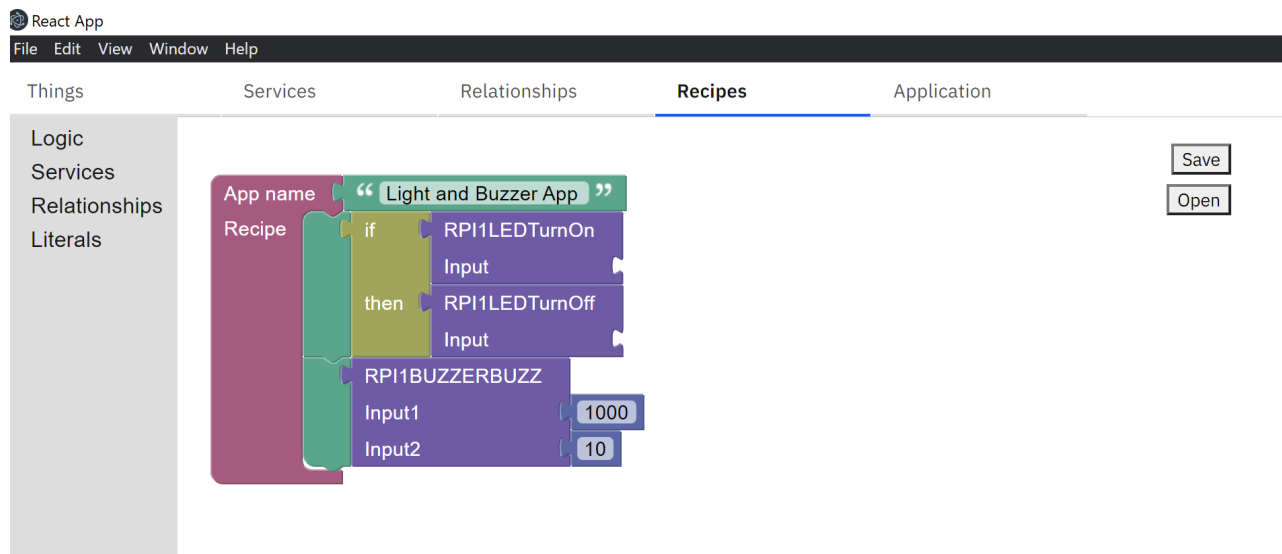 React App
File Edit View Window Help
Things Services Relationships Recipes Application
Logic
Services
Relationships
Literals
Save
Open
App name “ Light and Buzzer App ”
Recipe if RPI1LEDTurnOn
Input
then RPI1LEDTurnOff
Input
RPI1BUZZERBUZZ
Input1 1000
Input2 10